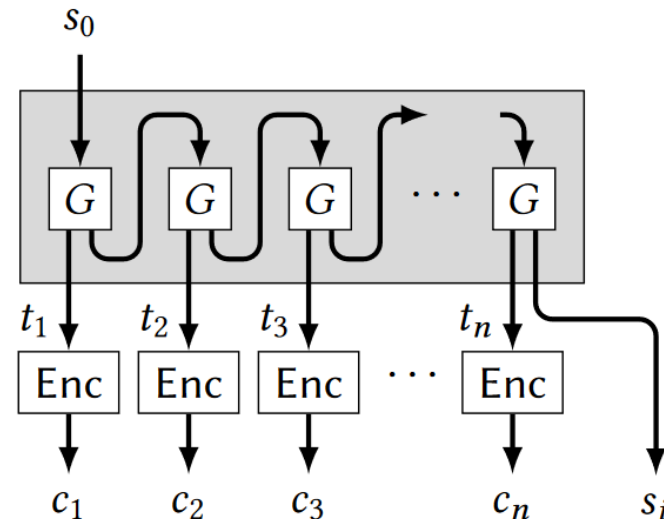 s₀
G G G · · · G
t₁ t₂ t₃ tₙ
Enc Enc Enc · · · Enc
c₁ c₂ c₃ cₙ